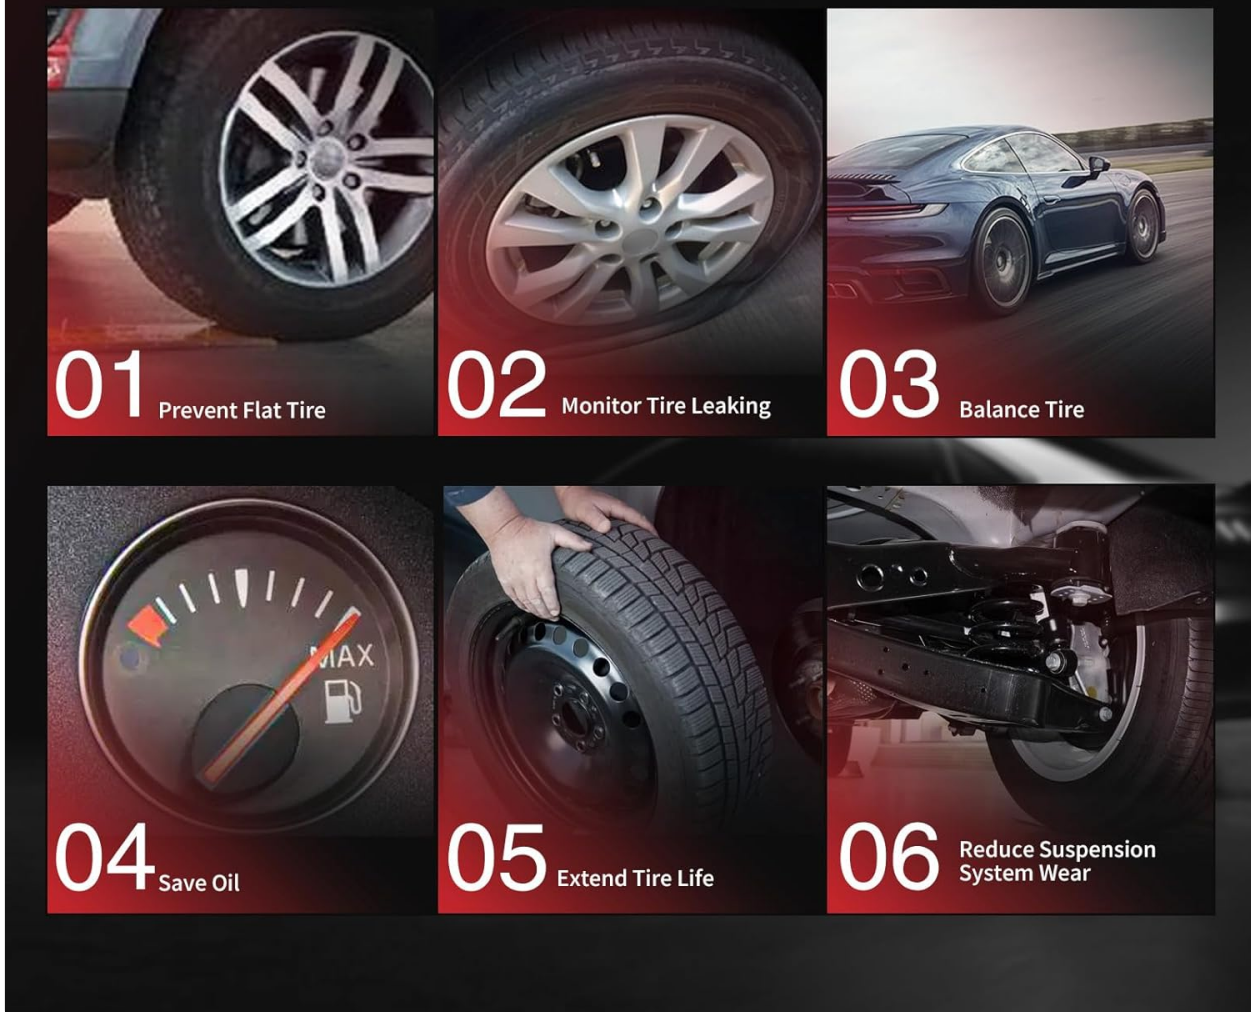 01 Prevent Flat Tire
02 Monitor Tire Leaking
03 Balance Tire
MAX
04 Save Oil
05 Extend Tire Life
06 Reduce Suspension
System Wear